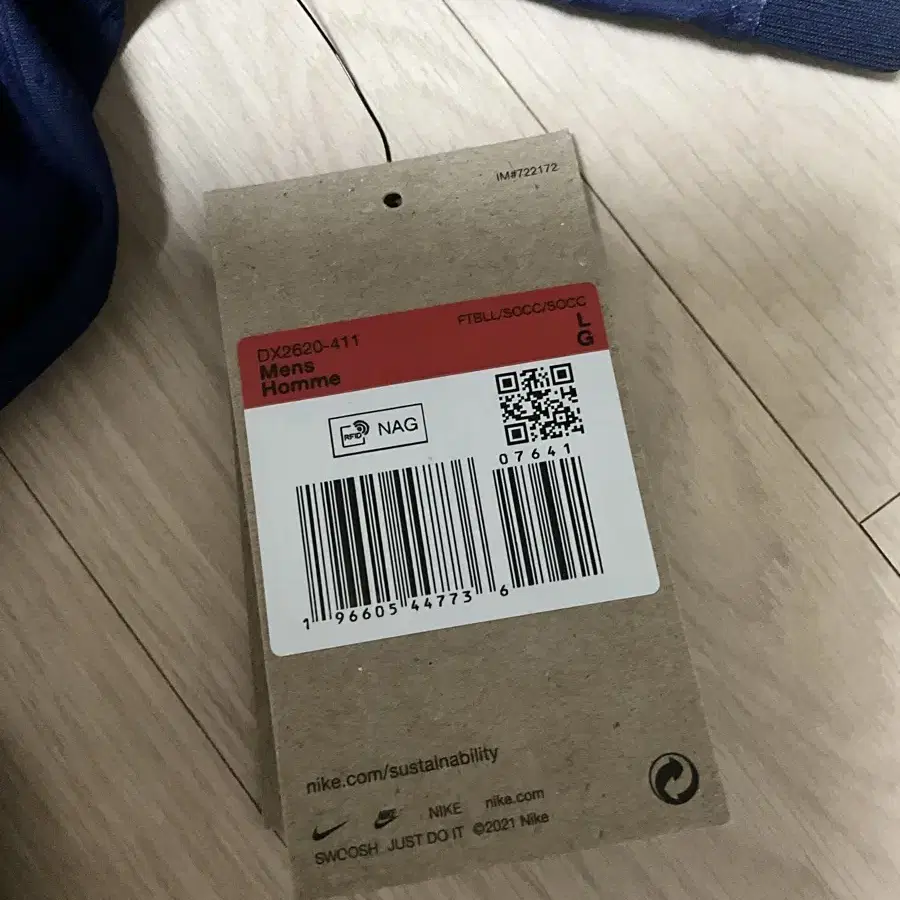 IM#722172
FTBLL/SOCC/SOCC
DX2620-411
L
Mens
G
Homme
RFID NAG
07641
1 96605 44773 6
nike.com/sustainability
NIKE nike.com
SWOOSH JUST DO IT ©2021 Nike